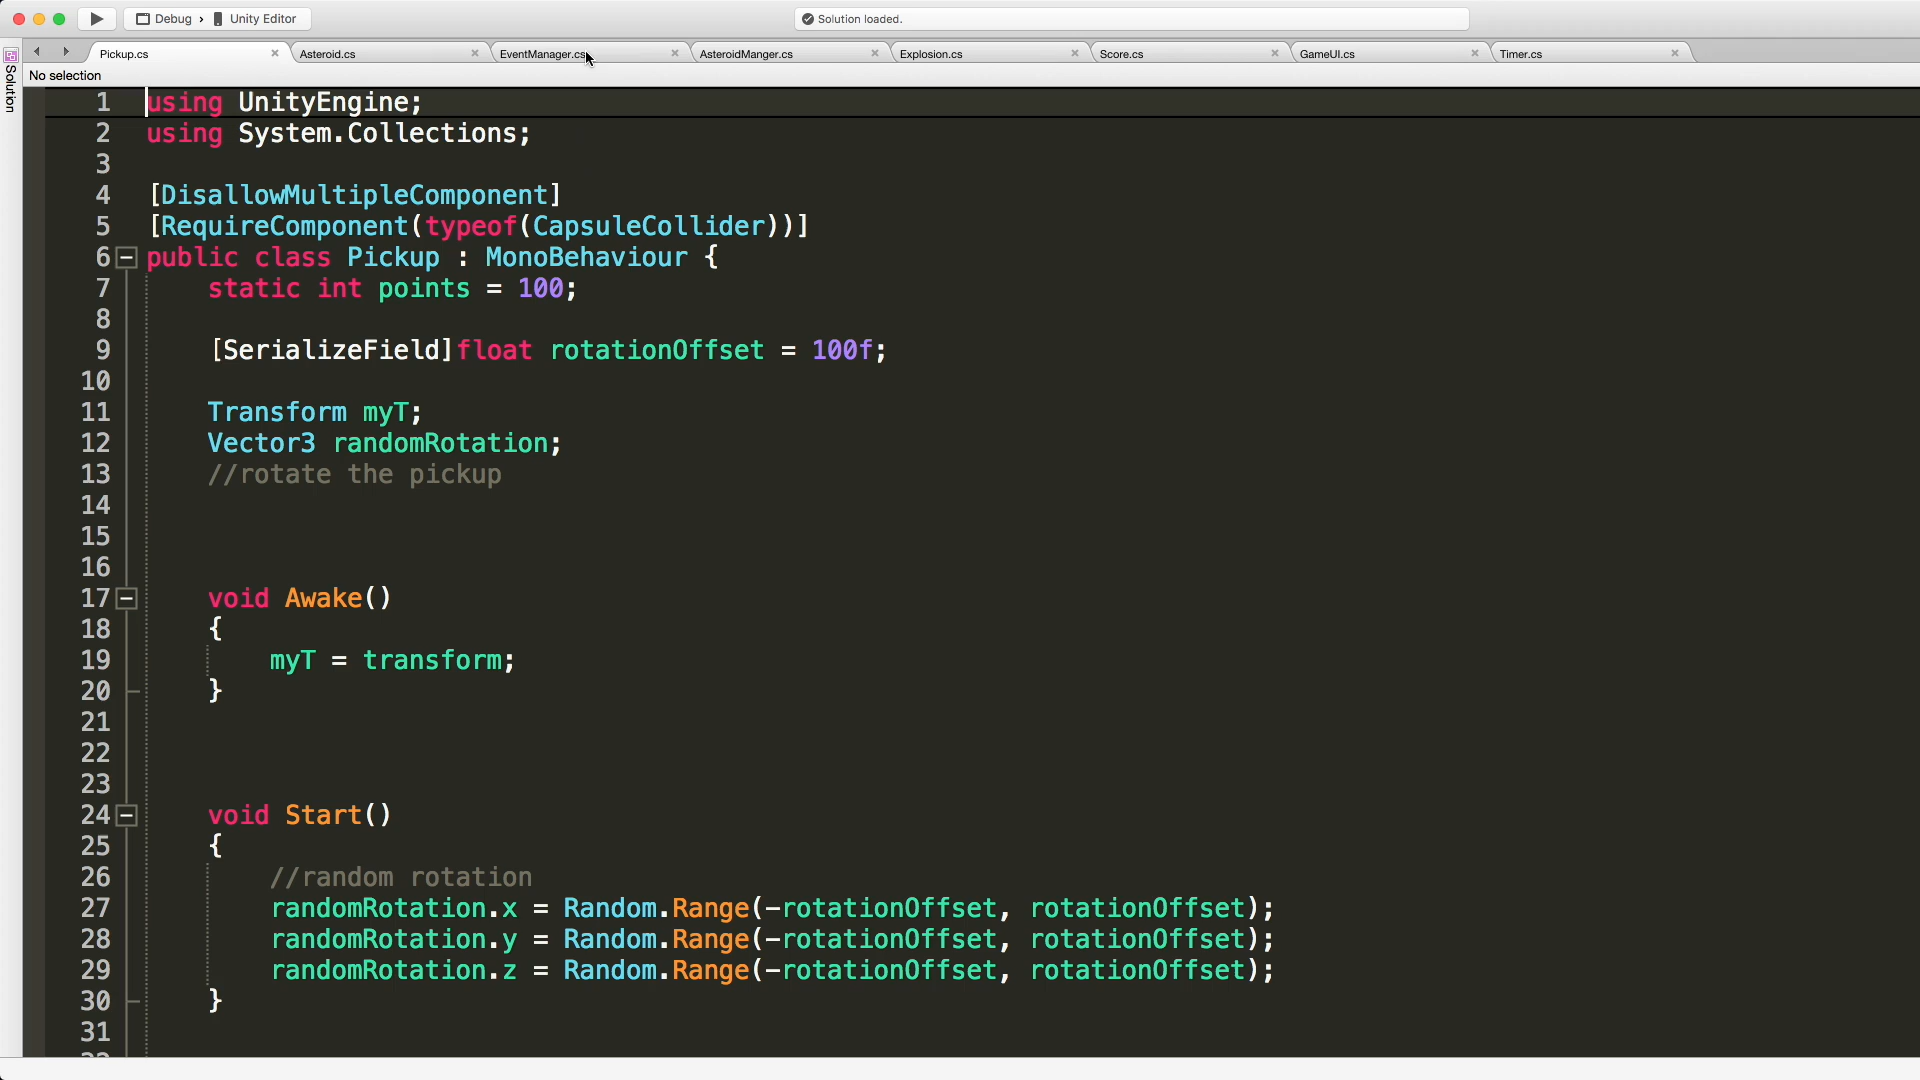 Debug › Unity Editor
Solution loaded.
Solution
Pickup.cs
Asteroid.cs
EventManager.cs
AsteroidManger.cs
Explosion.cs
Score.cs
GameUI.cs
Timer.cs
No selection
1 using UnityEngine;
2 using System.Collections;
3
4 [DisallowMultipleComponent]
5 [RequireComponent(typeof(CapsuleCollider))]
6 public class Pickup : MonoBehaviour {
7 static int points = 100;
8
9 [SerializeField]float rotationOffset = 100f;
10
11 Transform myT;
12 Vector3 randomRotation;
13 //rotate the pickup
14
15
16
17 void Awake()
18 {
19 myT = transform;
20 }
21
22
23
24 void Start()
25 {
26 //random rotation
27 randomRotation.x = Random.Range(-rotationOffset, rotationOffset);
28 randomRotation.y = Random.Range(-rotationOffset, rotationOffset);
29 randomRotation.z = Random.Range(-rotationOffset, rotationOffset);
30 }
31